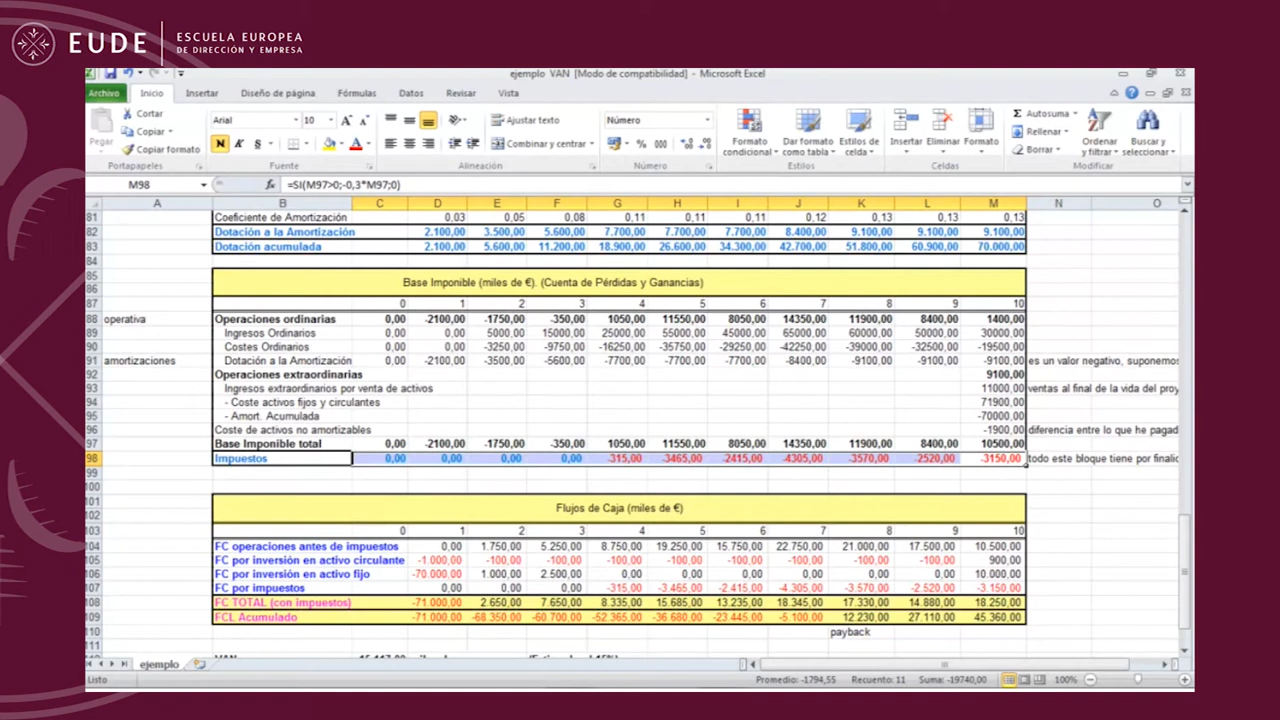 EUDE
ESCUELA EUROPEA
DE DIRECCIÓN Y EMPRESA
ejemplo VAN [Modo de compatibilidad] - Microsoft Excel
Archivo Inicio Insertar Diseño de página Fórmulas Datos Revisar Vista
Cortar
Copiar
Copiar formato
Pegar
Portapapeles
Arial 10
N K S
Fuente
Ajustar texto
Combinar y centrar
Alineación
Número
% 000
Número
Formato condicional
Dar formato como tabla
Estilos de celda
Estilos
Insertar Eliminar Formato
Celdas
Autosuma
Rellenar
Borrar
Ordenar y filtrar
Buscar y seleccionar
Modificar
M98 fx =SI(M97>0;-0,3*M97;0)
A B C D E F G H I J K L M N O
81 Coeficiente de Amortización 0,03 0,05 0,08 0,11 0,11 0,11 0,12 0,13 0,13 0,13
82 Dotación a la Amortización 2.100,00 3.500,00 5.600,00 7.700,00 7.700,00 7.700,00 8.400,00 9.100,00 9.100,00 9.100,00
83 Dotación acumulada 2.100,00 5.600,00 11.200,00 18.900,00 26.600,00 34.300,00 42.700,00 51.800,00 60.900,00 70.000,00
84
85
86 Base Imponible (miles de €). (Cuenta de Pérdidas y Ganancias)
87 0 1 2 3 4 5 6 7 8 9 10
88 operativa Operaciones ordinarias 0,00 -2100,00 -1750,00 -350,00 1050,00 11550,00 8050,00 14350,00 11900,00 8400,00 1400,00
89 Ingresos Ordinarios 0,00 0,00 5000,00 15000,00 25000,00 55000,00 45000,00 65000,00 60000,00 50000,00 30000,00
90 Costes Ordinarios 0,00 0,00 -3250,00 -9750,00 -16250,00 -35750,00 -29250,00 -42250,00 -39000,00 -32500,00 -19500,00
91 amortizaciones Dotación a la Amortización 0,00 -2100,00 -3500,00 -5600,00 -7700,00 -7700,00 -7700,00 -8400,00 -9100,00 -9100,00 -9100,00 es un valor negativo, suponemos
92 Operaciones extraordinarias 9100,00
93 Ingresos extraordinarios por venta de activos 11000,00 ventas al final de la vida del proy
94 - Coste activos fijos y circulantes 71900,00
95 - Amort. Acumulada -70000,00
96 Coste de activos no amortizables -1900,00 diferencia entre lo que he pagad
97 Base Imponible total 0,00 -2100,00 -1750,00 -350,00 1050,00 11550,00 8050,00 14350,00 11900,00 8400,00 10500,00
98 Impuestos 0,00 0,00 0,00 0,00 -315,00 -3465,00 -2415,00 -4305,00 -3570,00 -2520,00 -3150,00 todo este bloque tiene por finalid
99
100
101
102 Flujos de Caja (miles de €)
103 0 1 2 3 4 5 6 7 8 9 10
104 FC operaciones antes de impuestos 0,00 1.750,00 5.250,00 8.750,00 19.250,00 15.750,00 22.750,00 21.000,00 17.500,00 10.500,00
105 FC por inversión en activo circulante -1.000,00 -100,00 -100,00 -100,00 -100,00 -100,00 -100,00 -100,00 -100,00 900,00
106 FC por inversión en activo fijo -70.000,00 1.000,00 2.500,00 0,00 0,00 0,00 0,00 0,00 0,00 10.000,00
107 FC por impuestos 0,00 0,00 0,00 -315,00 -3.465,00 -2.415,00 -4.305,00 -3.570,00 -2.520,00 -3.150,00
108 FC TOTAL (con impuestos) -71.000,00 2.650,00 7.650,00 8.335,00 15.685,00 13.235,00 18.345,00 17.330,00 14.880,00 18.250,00
109 FCL Acumulado -71.000,00 -68.350,00 -60.700,00 -52.365,00 -36.680,00 -23.445,00 -5.100,00 12.230,00 27.110,00 45.360,00
110 payback
111
ejemplo
Listo Promedio: -1794,55 Recuento: 11 Suma: -19740,00 100%